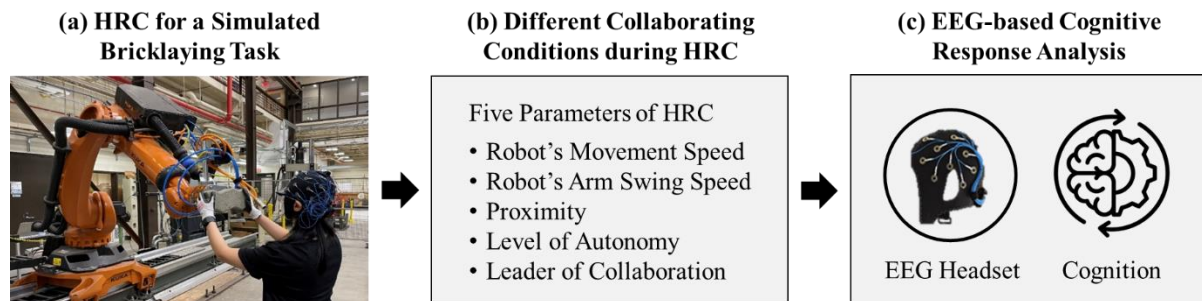 (a) HRC for a Simulated
Bricklaying Task
(b) Different Collaborating
Conditions during HRC
Five Parameters of HRC
• Robot's Movement Speed
• Robot's Arm Swing Speed
• Proximity
• Level of Autonomy
• Leader of Collaboration
(c) EEG-based Cognitive
Response Analysis
EEG Headset
Cognition